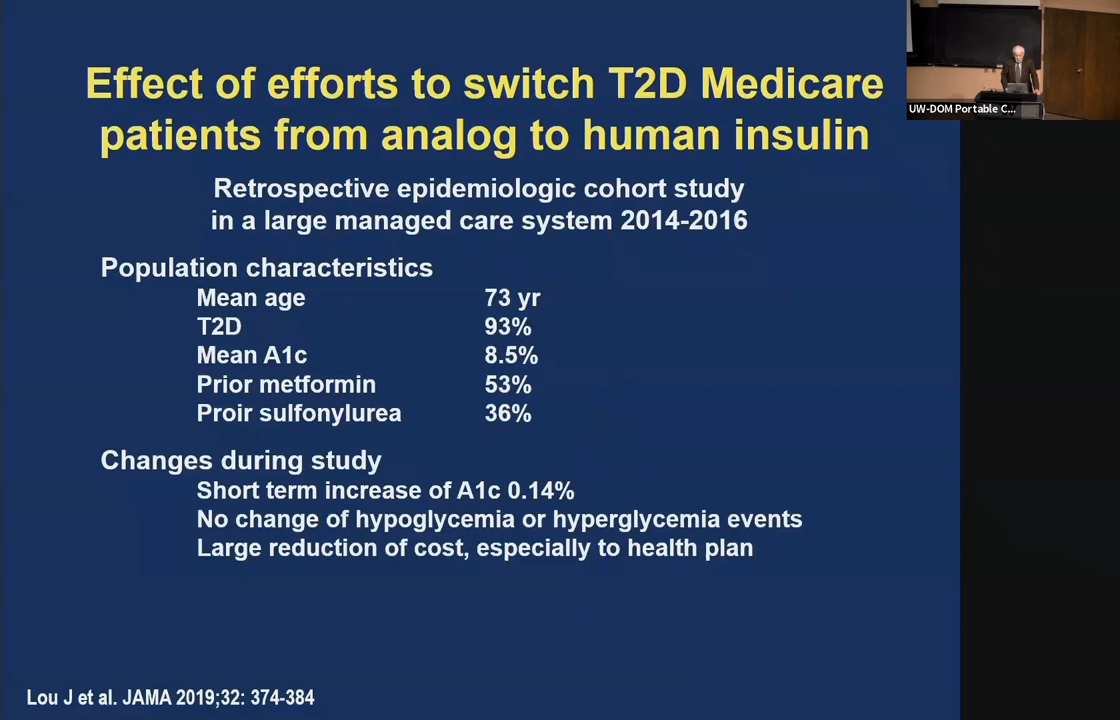 Effect of efforts to switch T2D Medicare
patients from analog to human insulin
UW-DOM Portable C...
Retrospective epidemiologic cohort study
in a large managed care system 2014-2016
Population characteristics
Mean age 73 yr
T2D 93%
Mean A1c 8.5%
Prior metformin 53%
Proir sulfonylurea 36%
Changes during study
Short term increase of A1c 0.14%
No change of hypoglycemia or hyperglycemia events
Large reduction of cost, especially to health plan
Lou J et al. JAMA 2019;32: 374-384